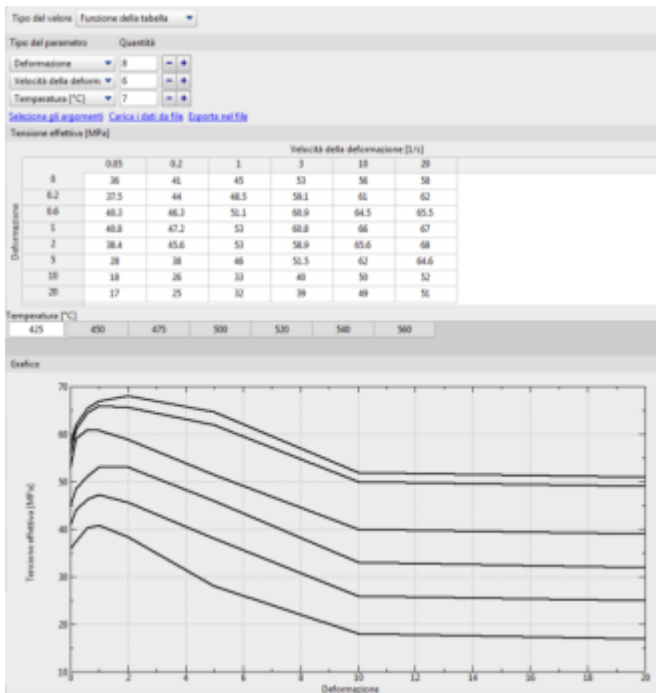 Tipo del valore Funzione della tabella
Tipo del parametro Quantità
Deformazione 8 - +
Velocità della deform. 6 - +
Temperatura [°C] 7 - +
Seleziona gli argomenti Carica i dati da file Esporta nel file
Tensione effettiva [MPa]
Velocità della deformazione [1/s]
0.05 0.2 1 3 10 20
0 36 41 45 53 56 58
0.2 37.5 44 48.5 59.1 61 62
0.6 40.3 46.3 51.1 60.9 64.5 65.5
1 40.8 47.2 53 60.8 66 67
2 38.4 45.6 53 58.9 65.6 68
5 28 38 46 51.5 62 64.6
10 18 26 33 40 50 52
20 17 25 32 39 49 51
Deformazione
Temperatura [°C]
425 450 475 500 520 540 560
Grafico
70
60
50
40
30
20
10
Tensione effettiva [MPa]
0 2 4 6 8 10 12 14 16 18 20
Deformazione